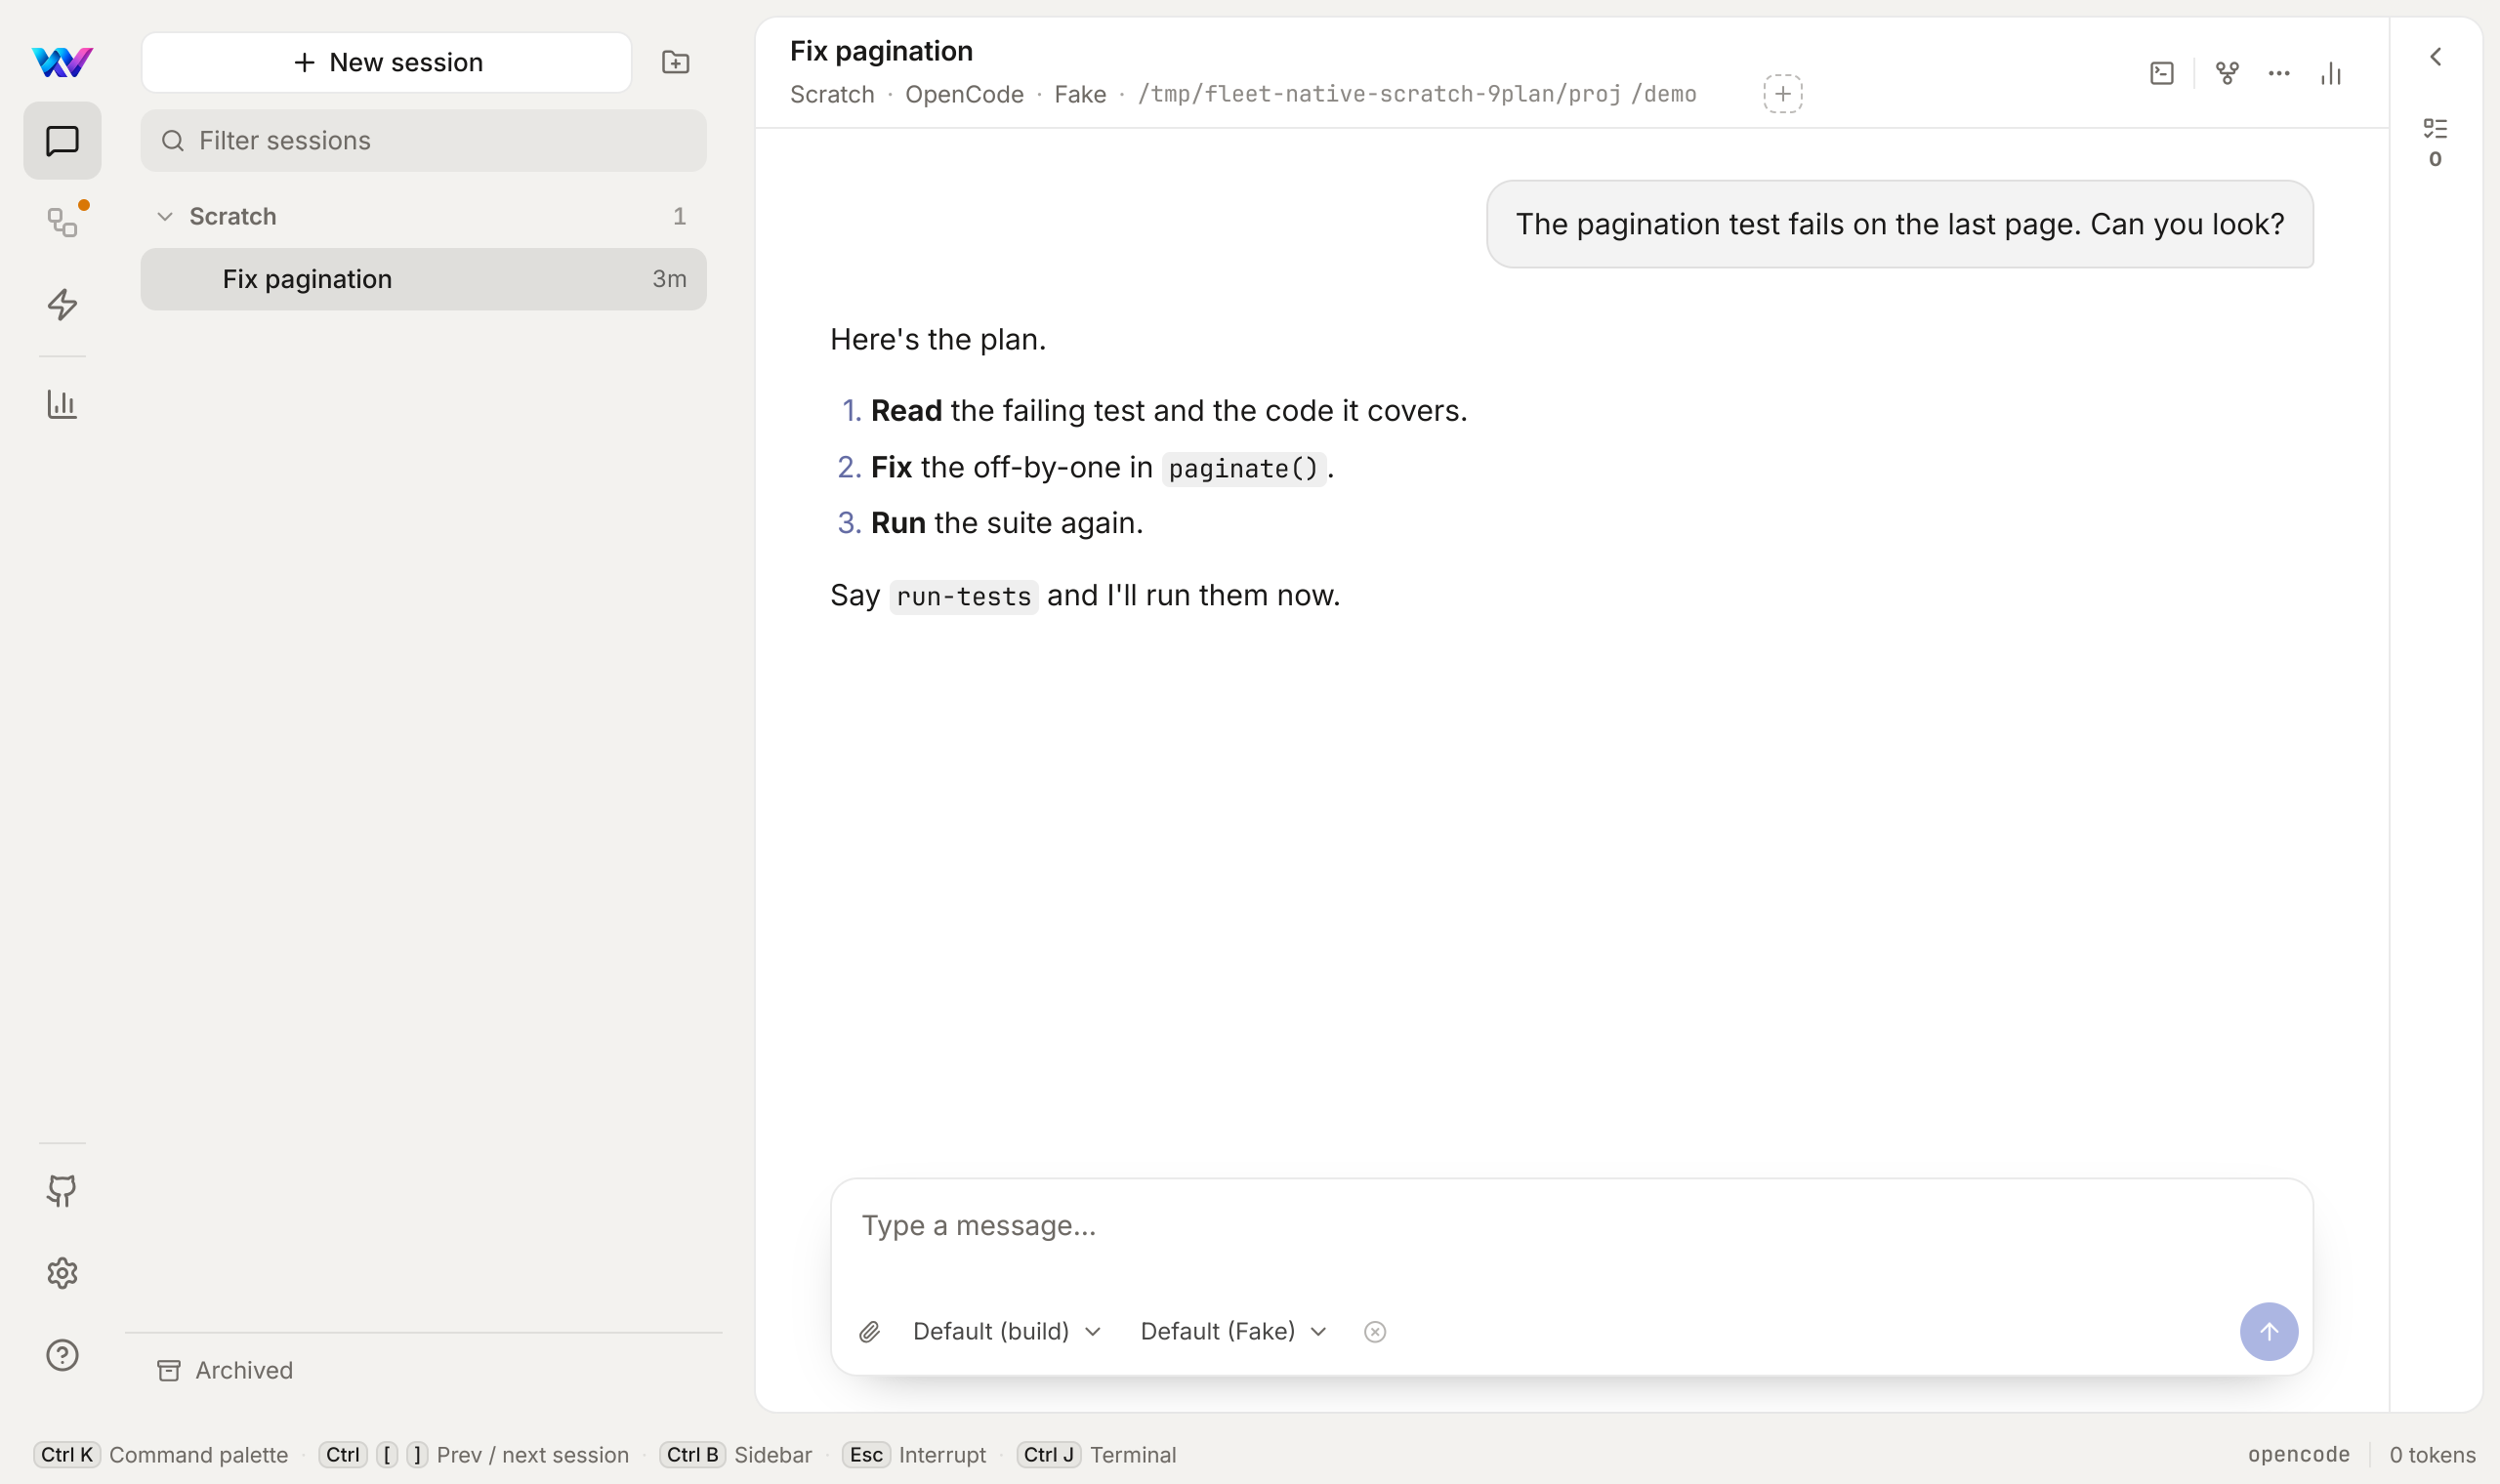 New session
Filter sessions
Scratch 1
Fix pagination 3m
Archived
Fix pagination
Scratch · OpenCode · Fake · /tmp/fleet-native-scratch-9plan/proj /demo
0
The pagination test fails on the last page. Can you look?
Here's the plan.
1. Read the failing test and the code it covers.
2. Fix the off-by-one in paginate().
3. Run the suite again.
Say run-tests and I'll run them now.
Type a message...
Default (build) Default (Fake)
Ctrl K Command palette · Ctrl [ ] Prev / next session · Ctrl B Sidebar · Esc Interrupt · Ctrl J Terminal
opencode 0 tokens